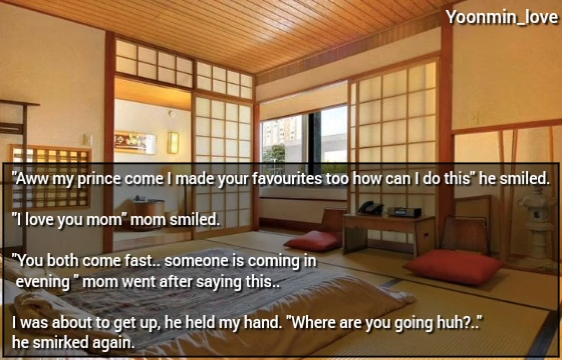 Yoonmin_love
"Aww my prince come I made your favourites too how can I do this" he smiled.
"I love you mom" mom smiled.
"You both come fast.. someone is coming in
evening " mom went after saying this..
I was about to get up, he held my hand. "Where are you going huh?.."
he smirked again.